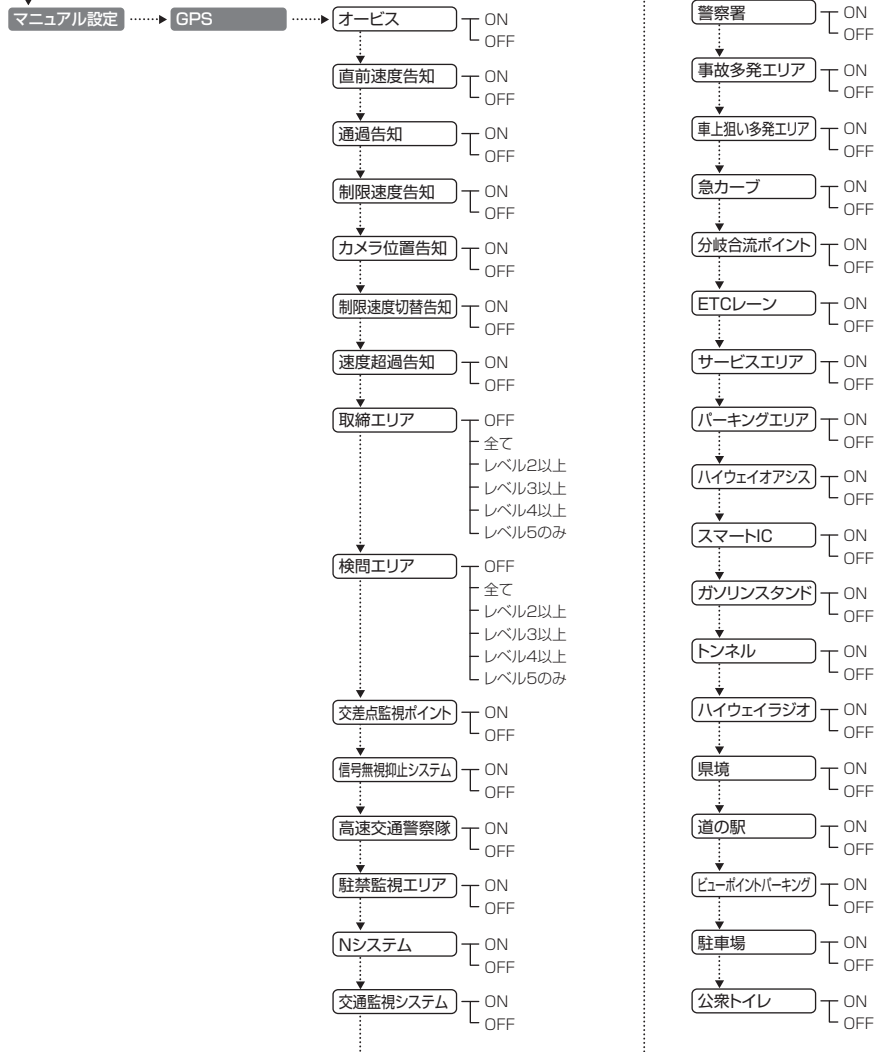 マニュアル設定
GPS
オービス
ON
OFF
直前速度告知
ON
OFF
通過告知
ON
OFF
制限速度告知
ON
OFF
カメラ位置告知
ON
OFF
制限速度切替告知
ON
OFF
速度超過告知
ON
OFF
取締エリア
OFF
全て
レベル2以上
レベル3以上
レベル4以上
レベル5のみ
検問エリア
OFF
全て
レベル2以上
レベル3以上
レベル4以上
レベル5のみ
交差点監視ポイント
ON
OFF
信号無視抑止システム
ON
OFF
高速交通警察隊
ON
OFF
駐禁監視エリア
ON
OFF
Nシステム
ON
OFF
交通監視システム
ON
OFF
警察署
ON
OFF
事故多発エリア
ON
OFF
車上狙い多発エリア
ON
OFF
急カーブ
ON
OFF
分岐合流ポイント
ON
OFF
ETCレーン
ON
OFF
サービスエリア
ON
OFF
パーキングエリア
ON
OFF
ハイウェイオアシス
ON
OFF
スマートIC
ON
OFF
ガソリンスタンド
ON
OFF
トンネル
ON
OFF
ハイウェイラジオ
ON
OFF
県境
ON
OFF
道の駅
ON
OFF
ビューポイントパーキング
ON
OFF
駐車場
ON
OFF
公衆トイレ
ON
OFF